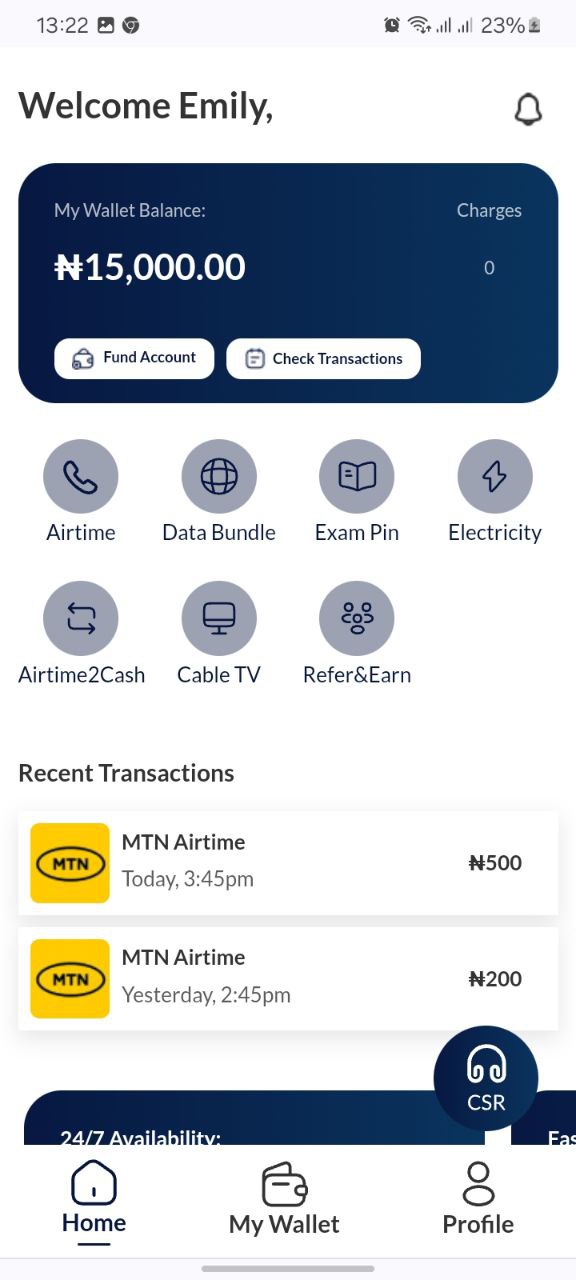 13:22 23%
Welcome Emily,
My Wallet Balance: Charges
₦15,000.00 0
Fund Account Check Transactions
Airtime Data Bundle Exam Pin Electricity
Airtime2Cash Cable TV Refer&Earn
Recent Transactions
MTN MTN Airtime ₦500
Today, 3:45pm
MTN MTN Airtime ₦200
Yesterday, 2:45pm
CSR
24/7 Availability:
Home My Wallet Profile